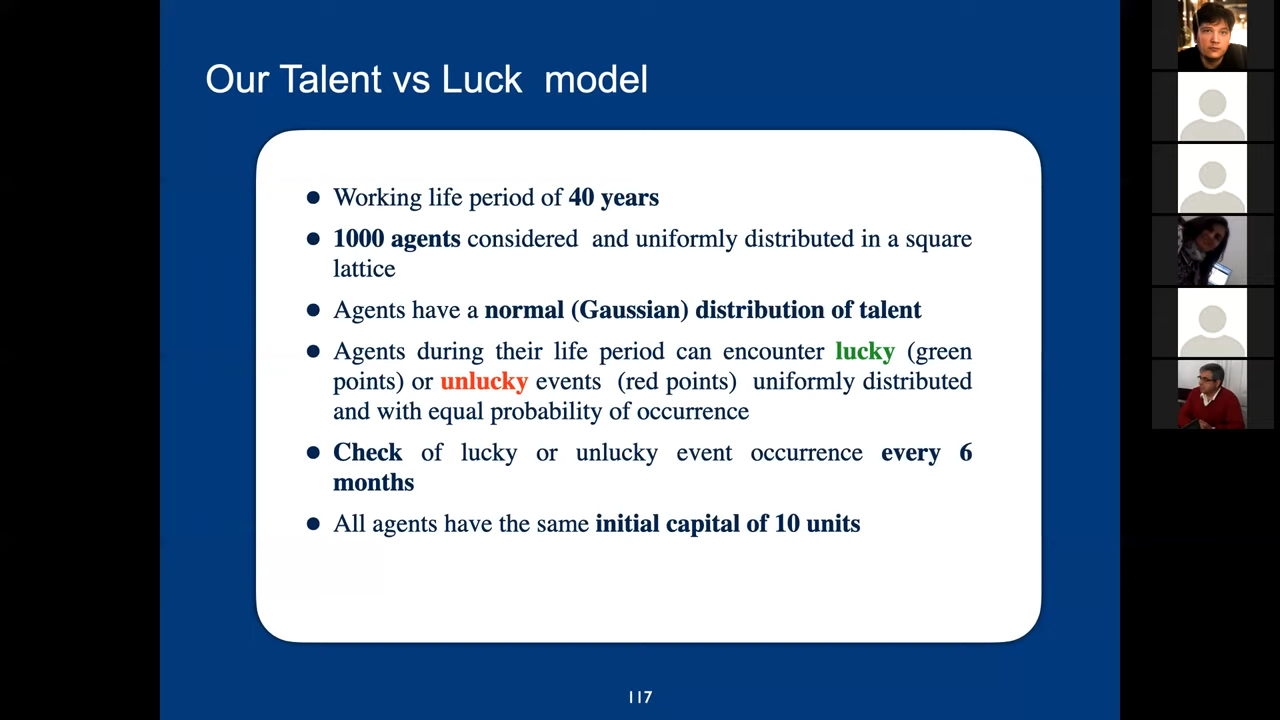 Our Talent vs Luck model
● Working life period of 40 years
● 1000 agents considered and uniformly distributed in a square
lattice
● Agents have a normal (Gaussian) distribution of talent
● Agents during their life period can encounter lucky (green
points) or unlucky events (red points) uniformly distributed
and with equal probability of occurrence
● Check of lucky or unlucky event occurrence every 6
months
● All agents have the same initial capital of 10 units
117